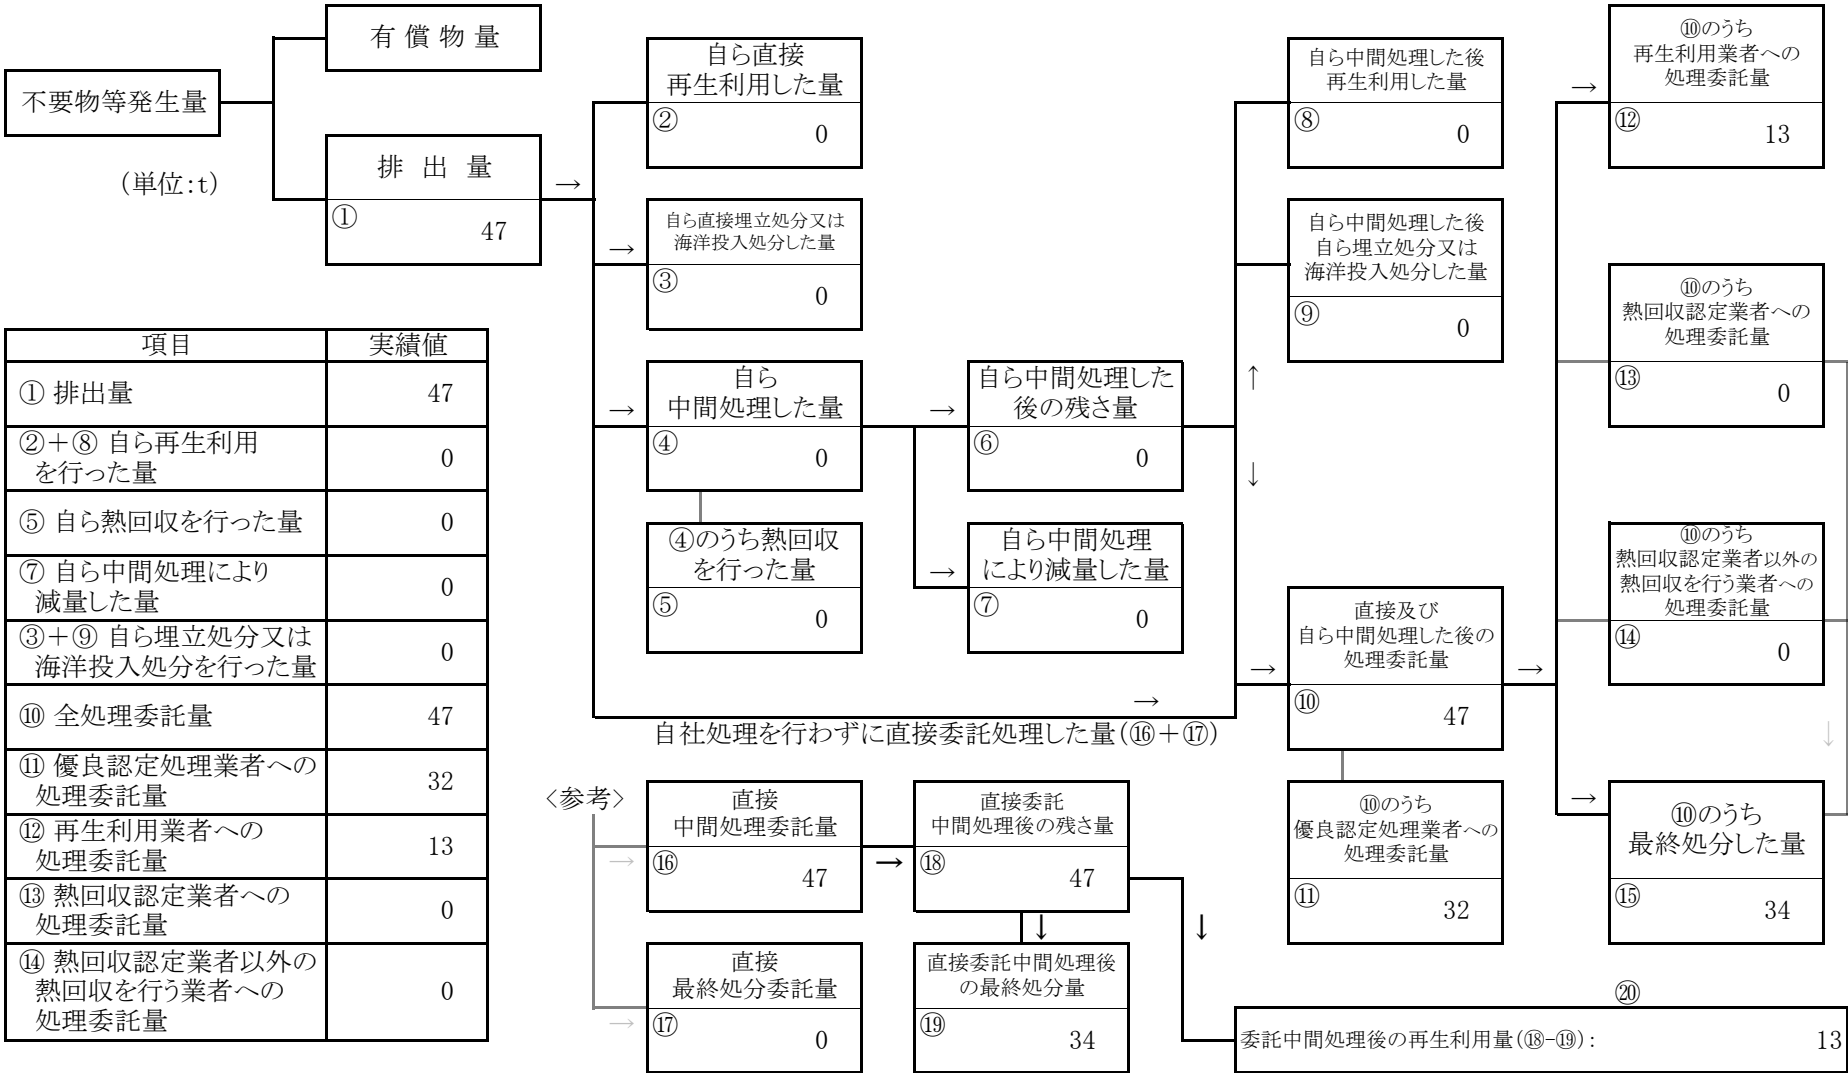 有償物量
不要物等発生量
(単位:t)
排出量
①
47
→
自ら直接
再生利用した量
②
0
→
自ら直接埋立処分又は
海洋投入処分した量
③
0
→
自ら
中間処理した量
④
0
④のうち熱回収
を行った量
⑤
0
→
自ら中間処理した
後の残さ量
⑥
0
→
自ら中間処理
により減量した量
⑦
0
↑
↓
自ら中間処理した後
再生利用した量
⑧
0
自ら中間処理した後
自ら埋立処分又は
海洋投入処分した量
⑨
0
→
自社処理を行わずに直接委託処理した量(⑯+⑰)
→
直接及び
自ら中間処理した後の
処理委託量
⑩
47
⑩のうち
優良認定処理業者への
処理委託量
⑪
32
→
→
⑩のうち
再生利用業者への
処理委託量
⑫
13
⑩のうち
熱回収認定業者への
処理委託量
⑬
0
⑩のうち
熱回収認定業者以外の
熱回収を行う業者への
処理委託量
⑭
0
↓
→
⑩のうち
最終処分した量
⑮
34
項目 実績値
① 排出量 47
②+⑧ 自ら再生利用
を行った量 0
⑤ 自ら熱回収を行った量 0
⑦ 自ら中間処理により
減量した量 0
③+⑨ 自ら埋立処分又は
海洋投入処分を行った量 0
⑩ 全処理委託量 47
⑪ 優良認定処理業者への
処理委託量 32
⑫ 再生利用業者への
処理委託量 13
⑬ 熱回収認定業者への
処理委託量 0
⑭ 熱回収認定業者以外の
熱回収を行う業者への
処理委託量 0
〈参考〉
→
直接
中間処理委託量
⑯
47
→
直接委託
中間処理後の残さ量
⑱
47
↓
↓
→
直接
最終処分委託量
⑰
0
直接委託中間処理後
の最終処分量
⑲
34
⑳
委託中間処理後の再生利用量(⑱-⑲): 13